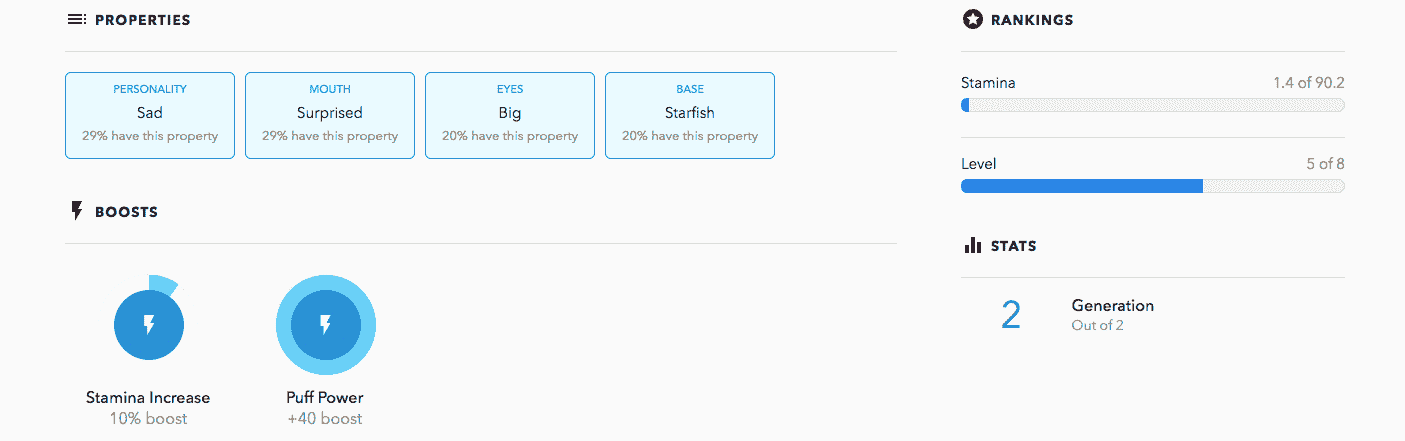 PROPERTIES
PERSONALITY
Sad
29% have this property
MOUTH
Surprised
29% have this property
EYES
Big
20% have this property
BASE
Starfish
20% have this property
BOOSTS
Stamina Increase
10% boost
Puff Power
+40 boost
RANKINGS
Stamina
1.4 of 90.2
Level
5 of 8
STATS
2
Generation
Out of 2